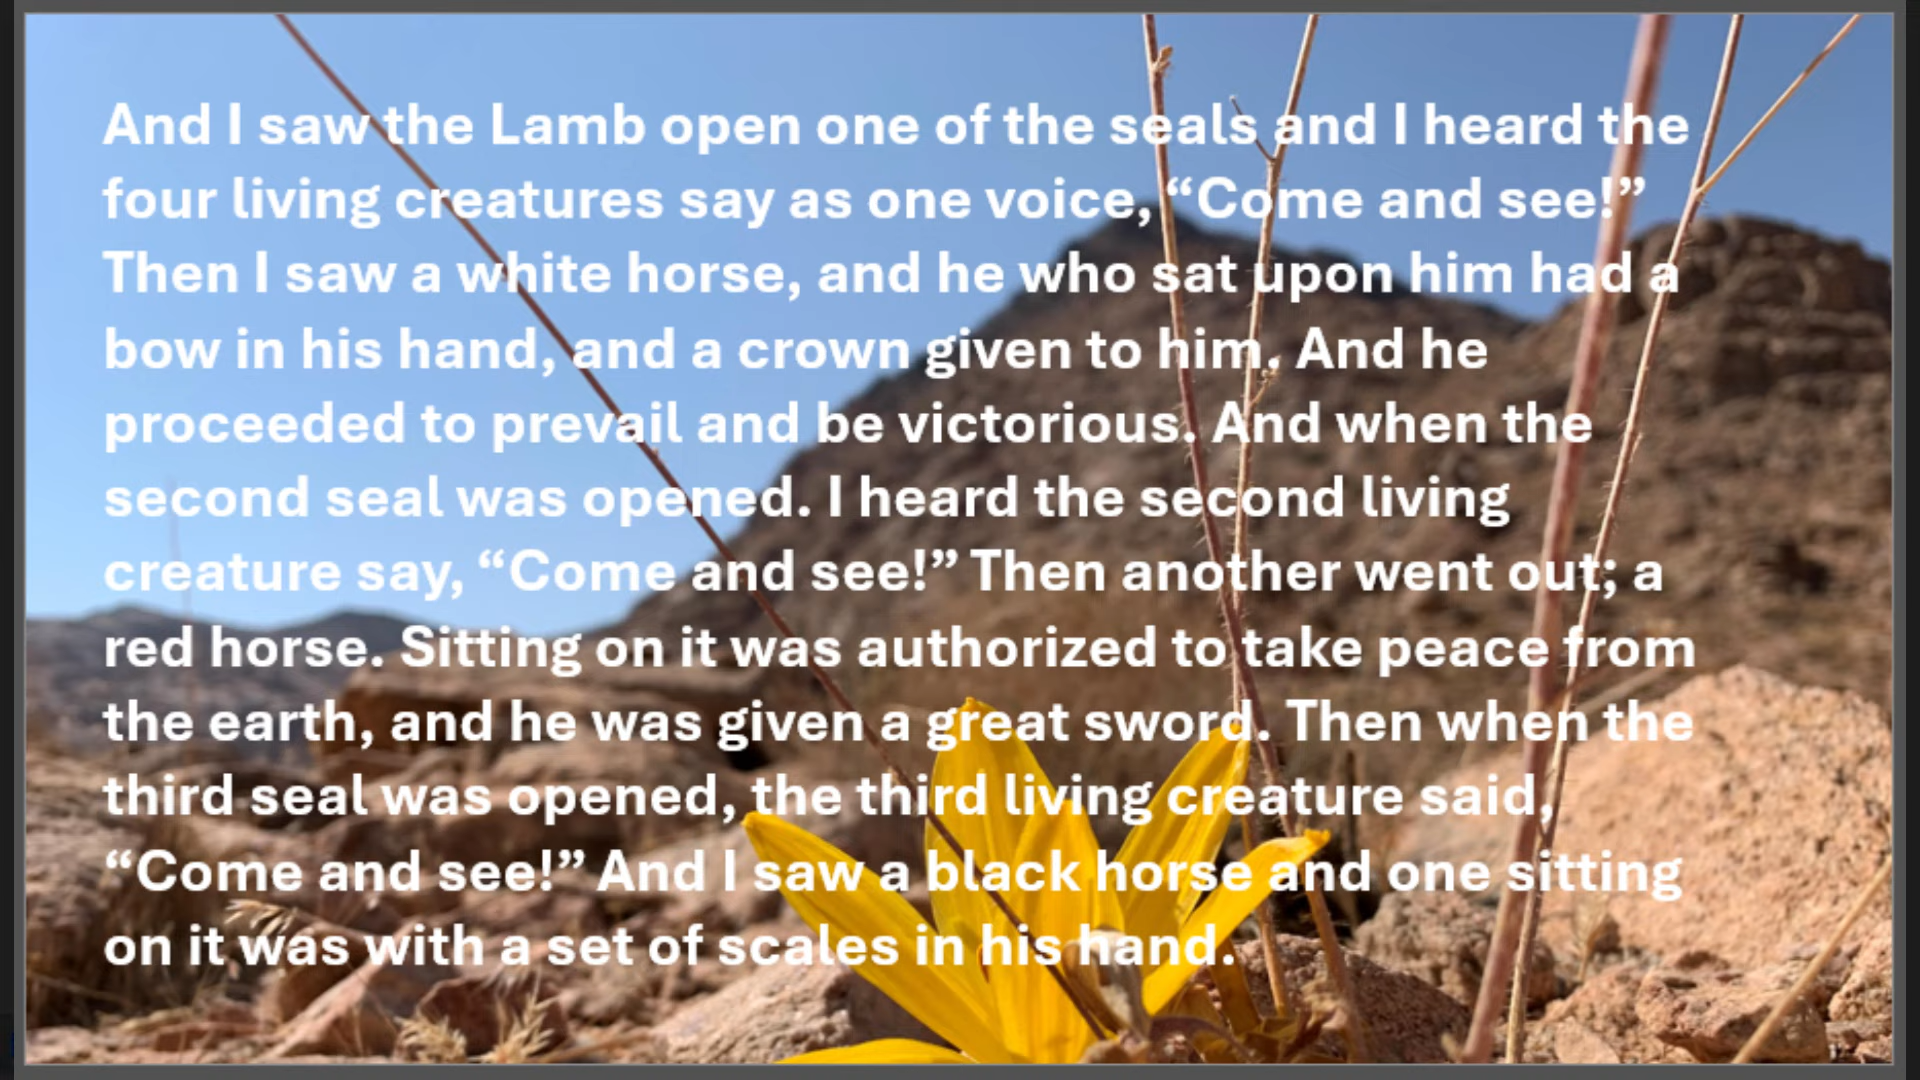 And I saw the Lamb open one of the seals and I heard the
four living creatures say as one voice, “Come and see!”
Then I saw a white horse, and he who sat upon him had a
bow in his hand, and a crown given to him. And he
proceeded to prevail and be victorious. And when the
second seal was opened. I heard the second living
creature say, “Come and see!” Then another went out; a
red horse. Sitting on it was authorized to take peace from
the earth, and he was given a great sword. Then when the
third seal was opened, the third living creature said,
“Come and see!” And I saw a black horse and one sitting
on it was with a set of scales in his hand.